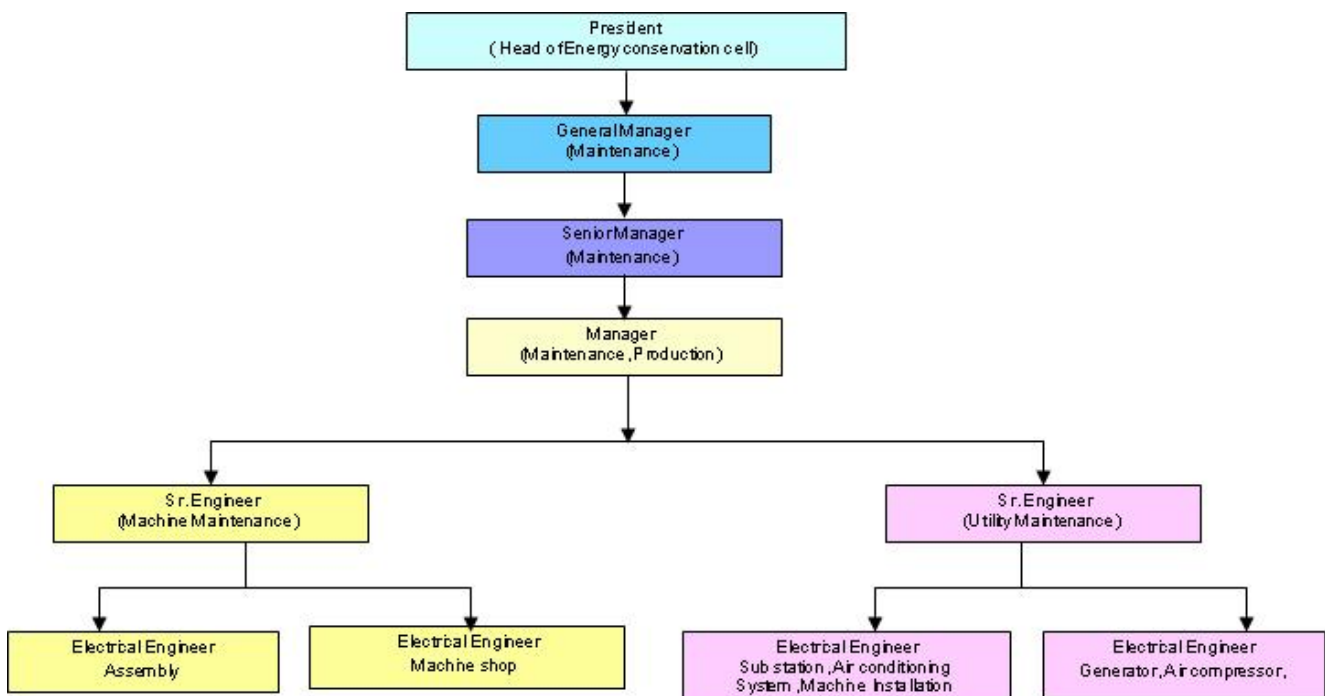 President
( Head of Energy conservation cell)
General Manager
(Maintenance)
Senior Manager
(Maintenance)
Manager
(Maintenance ,Production)
Sr.Engineer
(Machine Maintenance)
Sr.Engineer
(Utility Maintenance)
Electrical Engineer
Assembly
Electrical Engineer
Machine shop
Electrical Engineer
Sub station ,Air conditioning
System ,Machine Installation
Electrical Engineer
Generator,Air compressor,